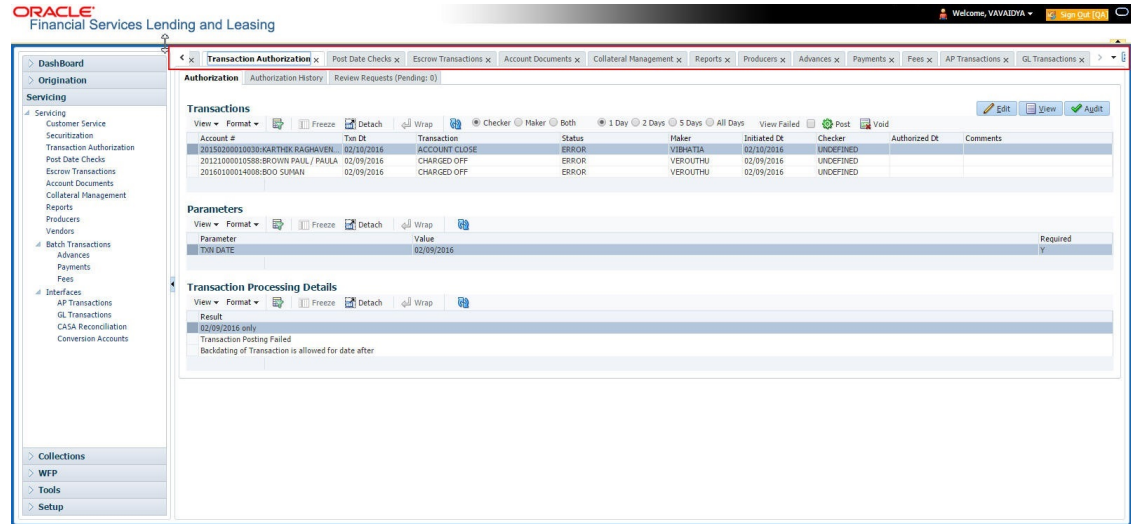 ORACLE
Financial Services Lending and Leasing
Welcome, VAVAIDYA
Sign Out [QA]
DashBoard
Origination
Servicing
Servicing
Customer Service
Securitization
Transaction Authorization
Post Date Checks
Escrow Transactions
Account Documents
Collateral Management
Reports
Producers
Vendors
Batch Transactions
Advances
Payments
Fees
Interfaces
AP Transactions
GL Transactions
CASA Reconciliation
Conversion Accounts
Collections
WFP
Tools
Setup
x Transaction Authorization x Post Date Checks x Escrow Transactions x Account Documents x Collateral Management x Reports x Producers x Advances x Payments x Fees x AP Transactions x GL Transactions x
Authorization Authorization History Review Requests (Pending: 0)
Transactions
Edit View Audit
View Format Freeze Detach Wrap Checker Maker Both 1 Day 2 Days 5 Days All Days View Failed Post Void
Account # Txn Dt Transaction Status Maker Initiated Dt Checker Authorized Dt Comments
20150200010030:KARTHIK RAGHAVEN... 02/10/2016 ACCOUNT CLOSE ERROR VIBHATIA 02/10/2016 UNDEFINED
20121000010588:BROWN PAUL / PAULA 02/09/2016 CHARGED OFF ERROR VEROUTHU 02/09/2016 UNDEFINED
20160100014008:BOO SUMAN 02/09/2016 CHARGED OFF ERROR VEROUTHU 02/09/2016 UNDEFINED
Parameters
View Format Freeze Detach Wrap
Parameter Value Required
TXN DATE 02/09/2016 Y
Transaction Processing Details
View Format Freeze Detach Wrap
Result
02/09/2016 only
Transaction Posting Failed
Backdating of Transaction is allowed for date after